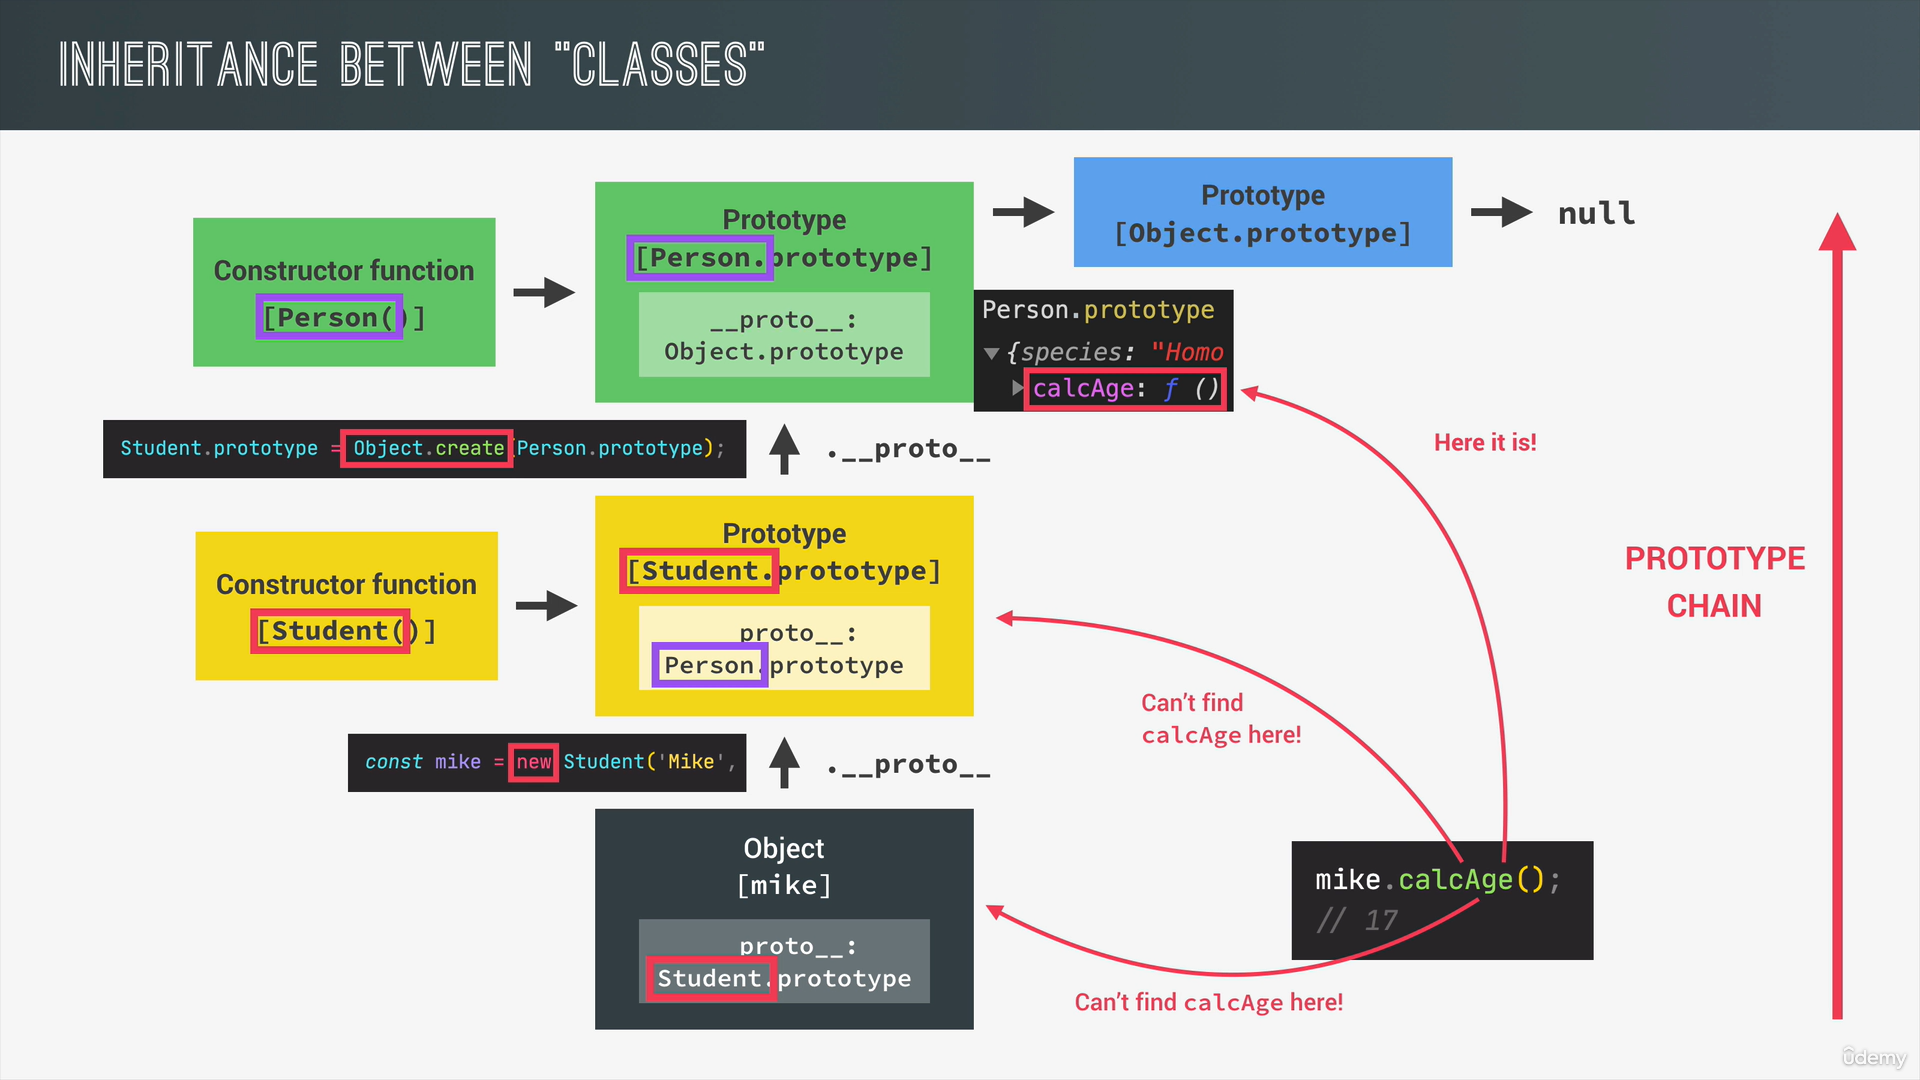 INHERITANCE BETWEEN "CLASSES"
Prototype
[Object.prototype]
null
Prototype
[Person.prototype]
__proto__:
Object.prototype
Constructor function
[Person()]
Person.prototype
{species: "Homo
calcAge: ƒ ()
Here it is!
Student.prototype = Object.create(Person.prototype);
.__proto__
Prototype
[Student.prototype]
proto__:
Person.prototype
Constructor function
[Student()]
PROTOTYPE
CHAIN
Can't find
calcAge here!
const mike = new Student('Mike',
.__proto__
Object
[mike]
proto__:
Student.prototype
mike.calcAge();
// 17
Can't find calcAge here!
ûdemy